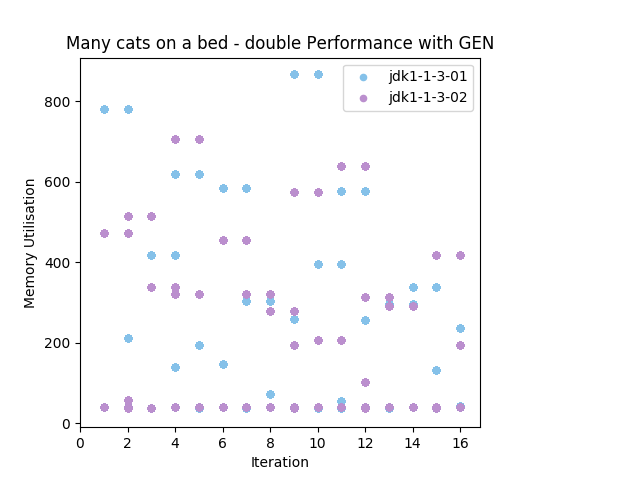 Many cats on a bed - double Performance with GEN
jdk1-1-3-01
jdk1-1-3-02
Memory Utilisation
800
600
400
200
0
0 2 4 6 8 10 12 14 16
Iteration